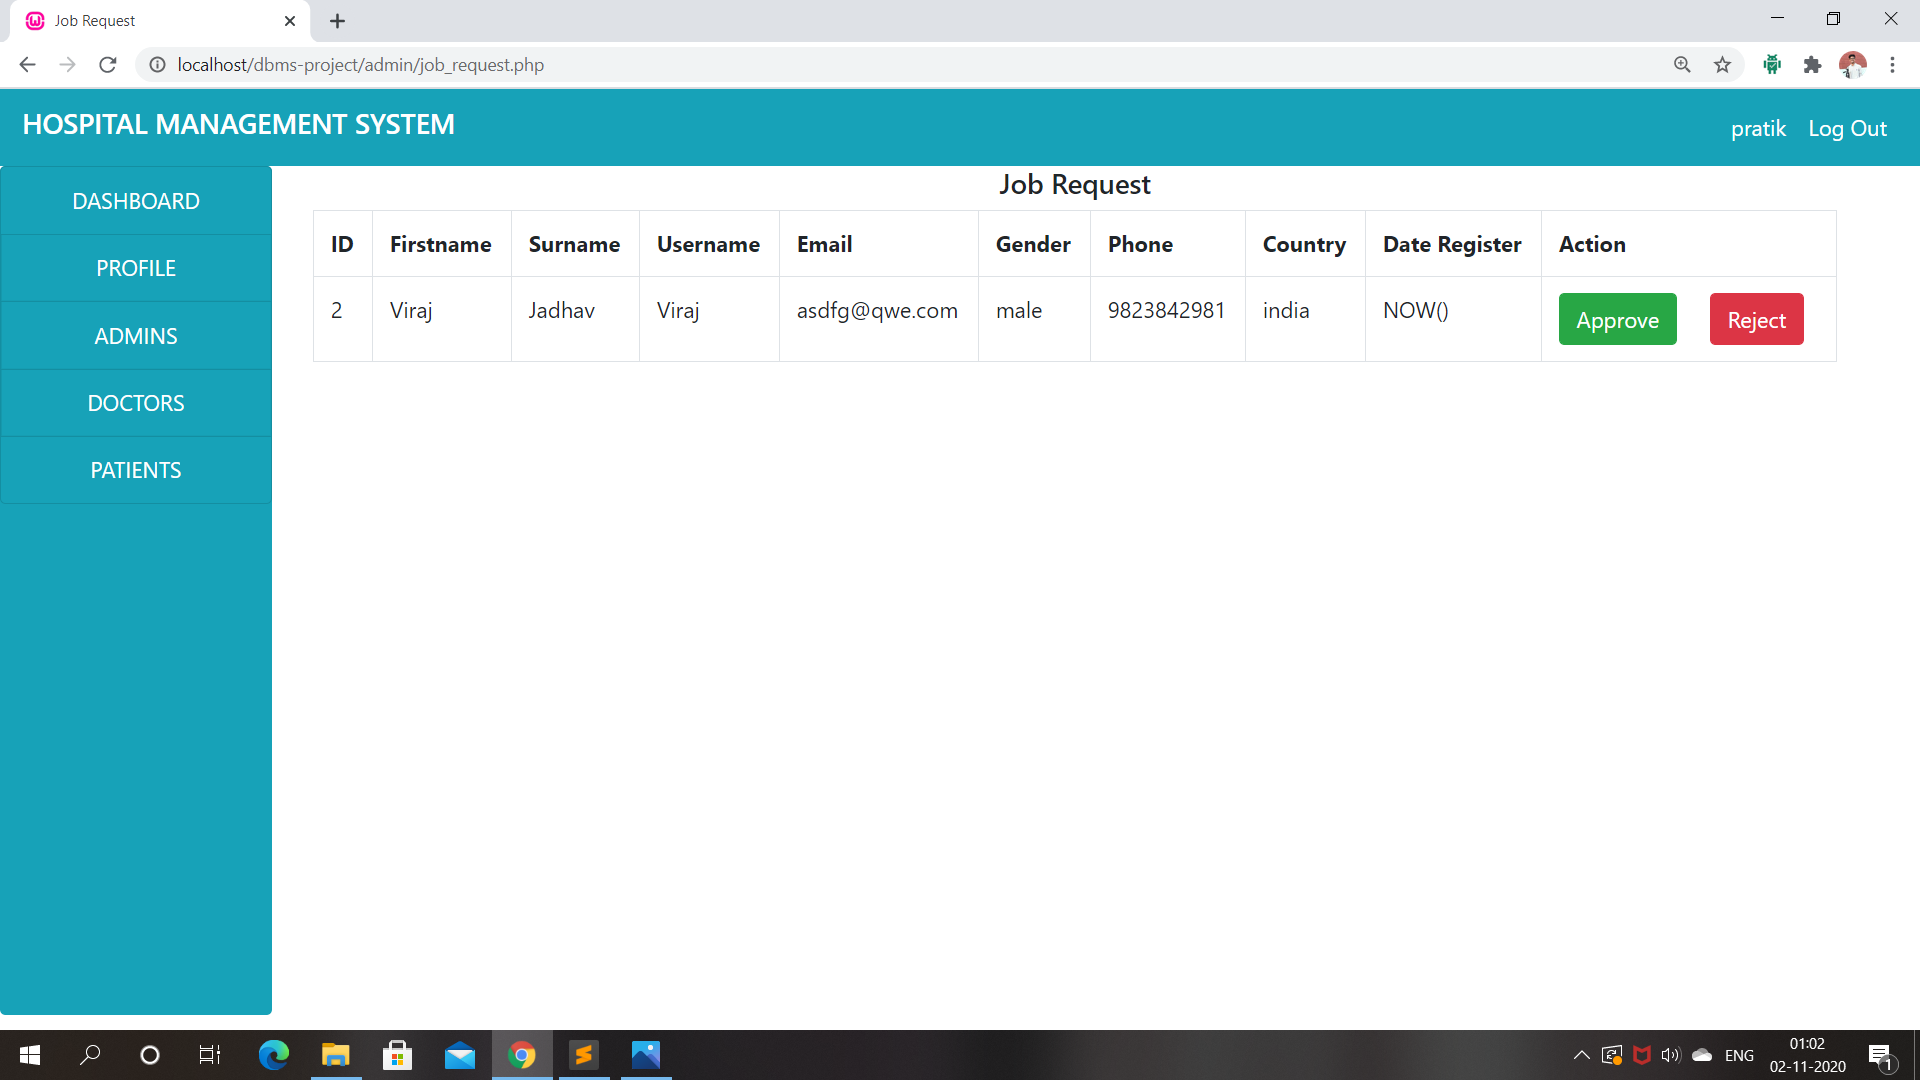 Job Request
localhost/dbms-project/admin/job_request.php
HOSPITAL MANAGEMENT SYSTEM
pratik Log Out
DASHBOARD
PROFILE
ADMINS
DOCTORS
PATIENTS
Job Request
ID Firstname Surname Username Email Gender Phone Country Date Register Action
2 Viraj Jadhav Viraj asdfg@qwe.com male 9823842981 india NOW() Approve Reject
ENG
01:02
02-11-2020
1